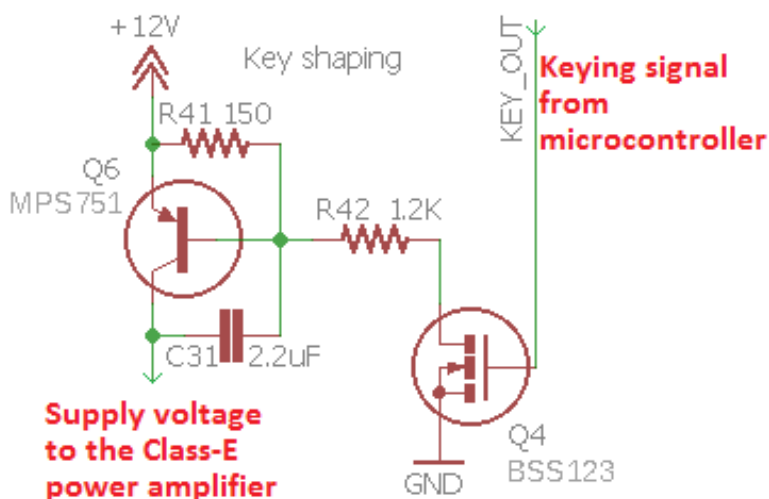 +12V
Key shaping
KEY_OUT
Keying signal
from
microcontroller
R41 150
Q6
MPS751
R42 1.2K
C31 2.2uF
Q4
BSS123
GND
Supply voltage
to the Class-E
power amplifier